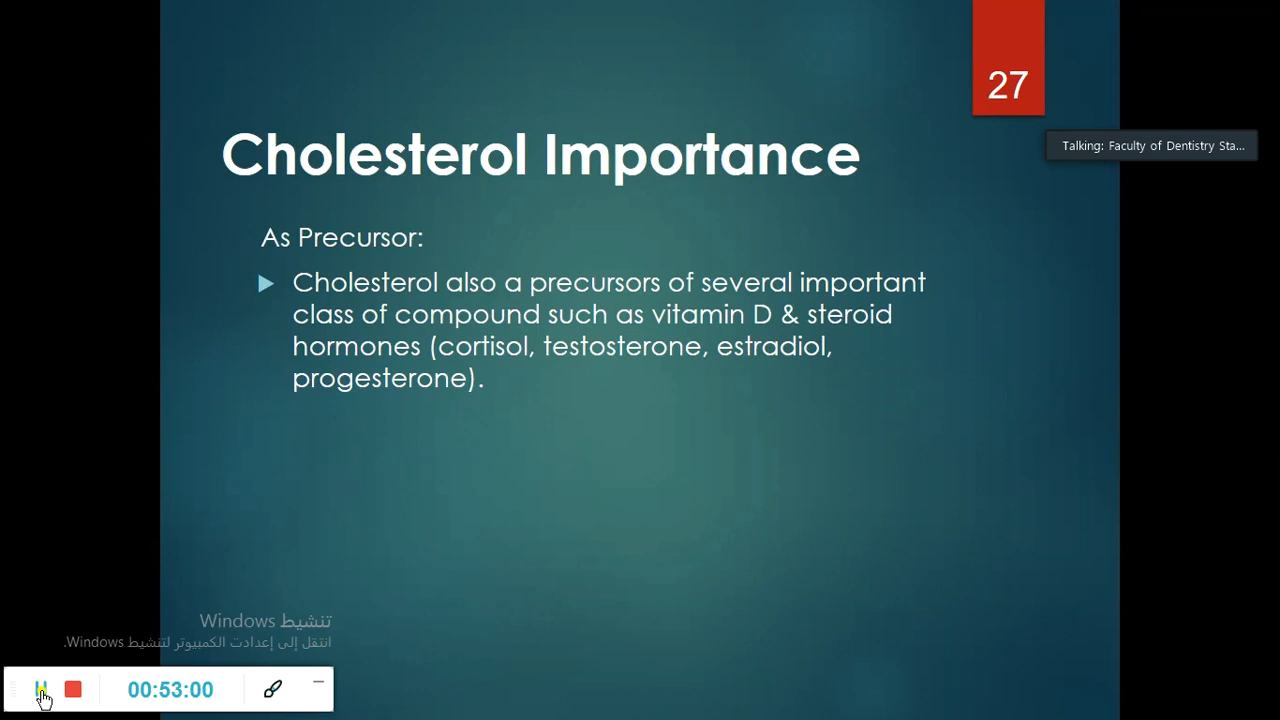 27
Talking: Faculty of Dentistry Sta...
Cholesterol Importance
As Precursor:
Cholesterol also a precursors of several important
class of compound such as vitamin D & steroid
hormones (cortisol, testosterone, estradiol,
progesterone).
تنشيط Windows
انتقل إلى إعدادت الكمبيوتر لتنشيط Windows.
00:53:00